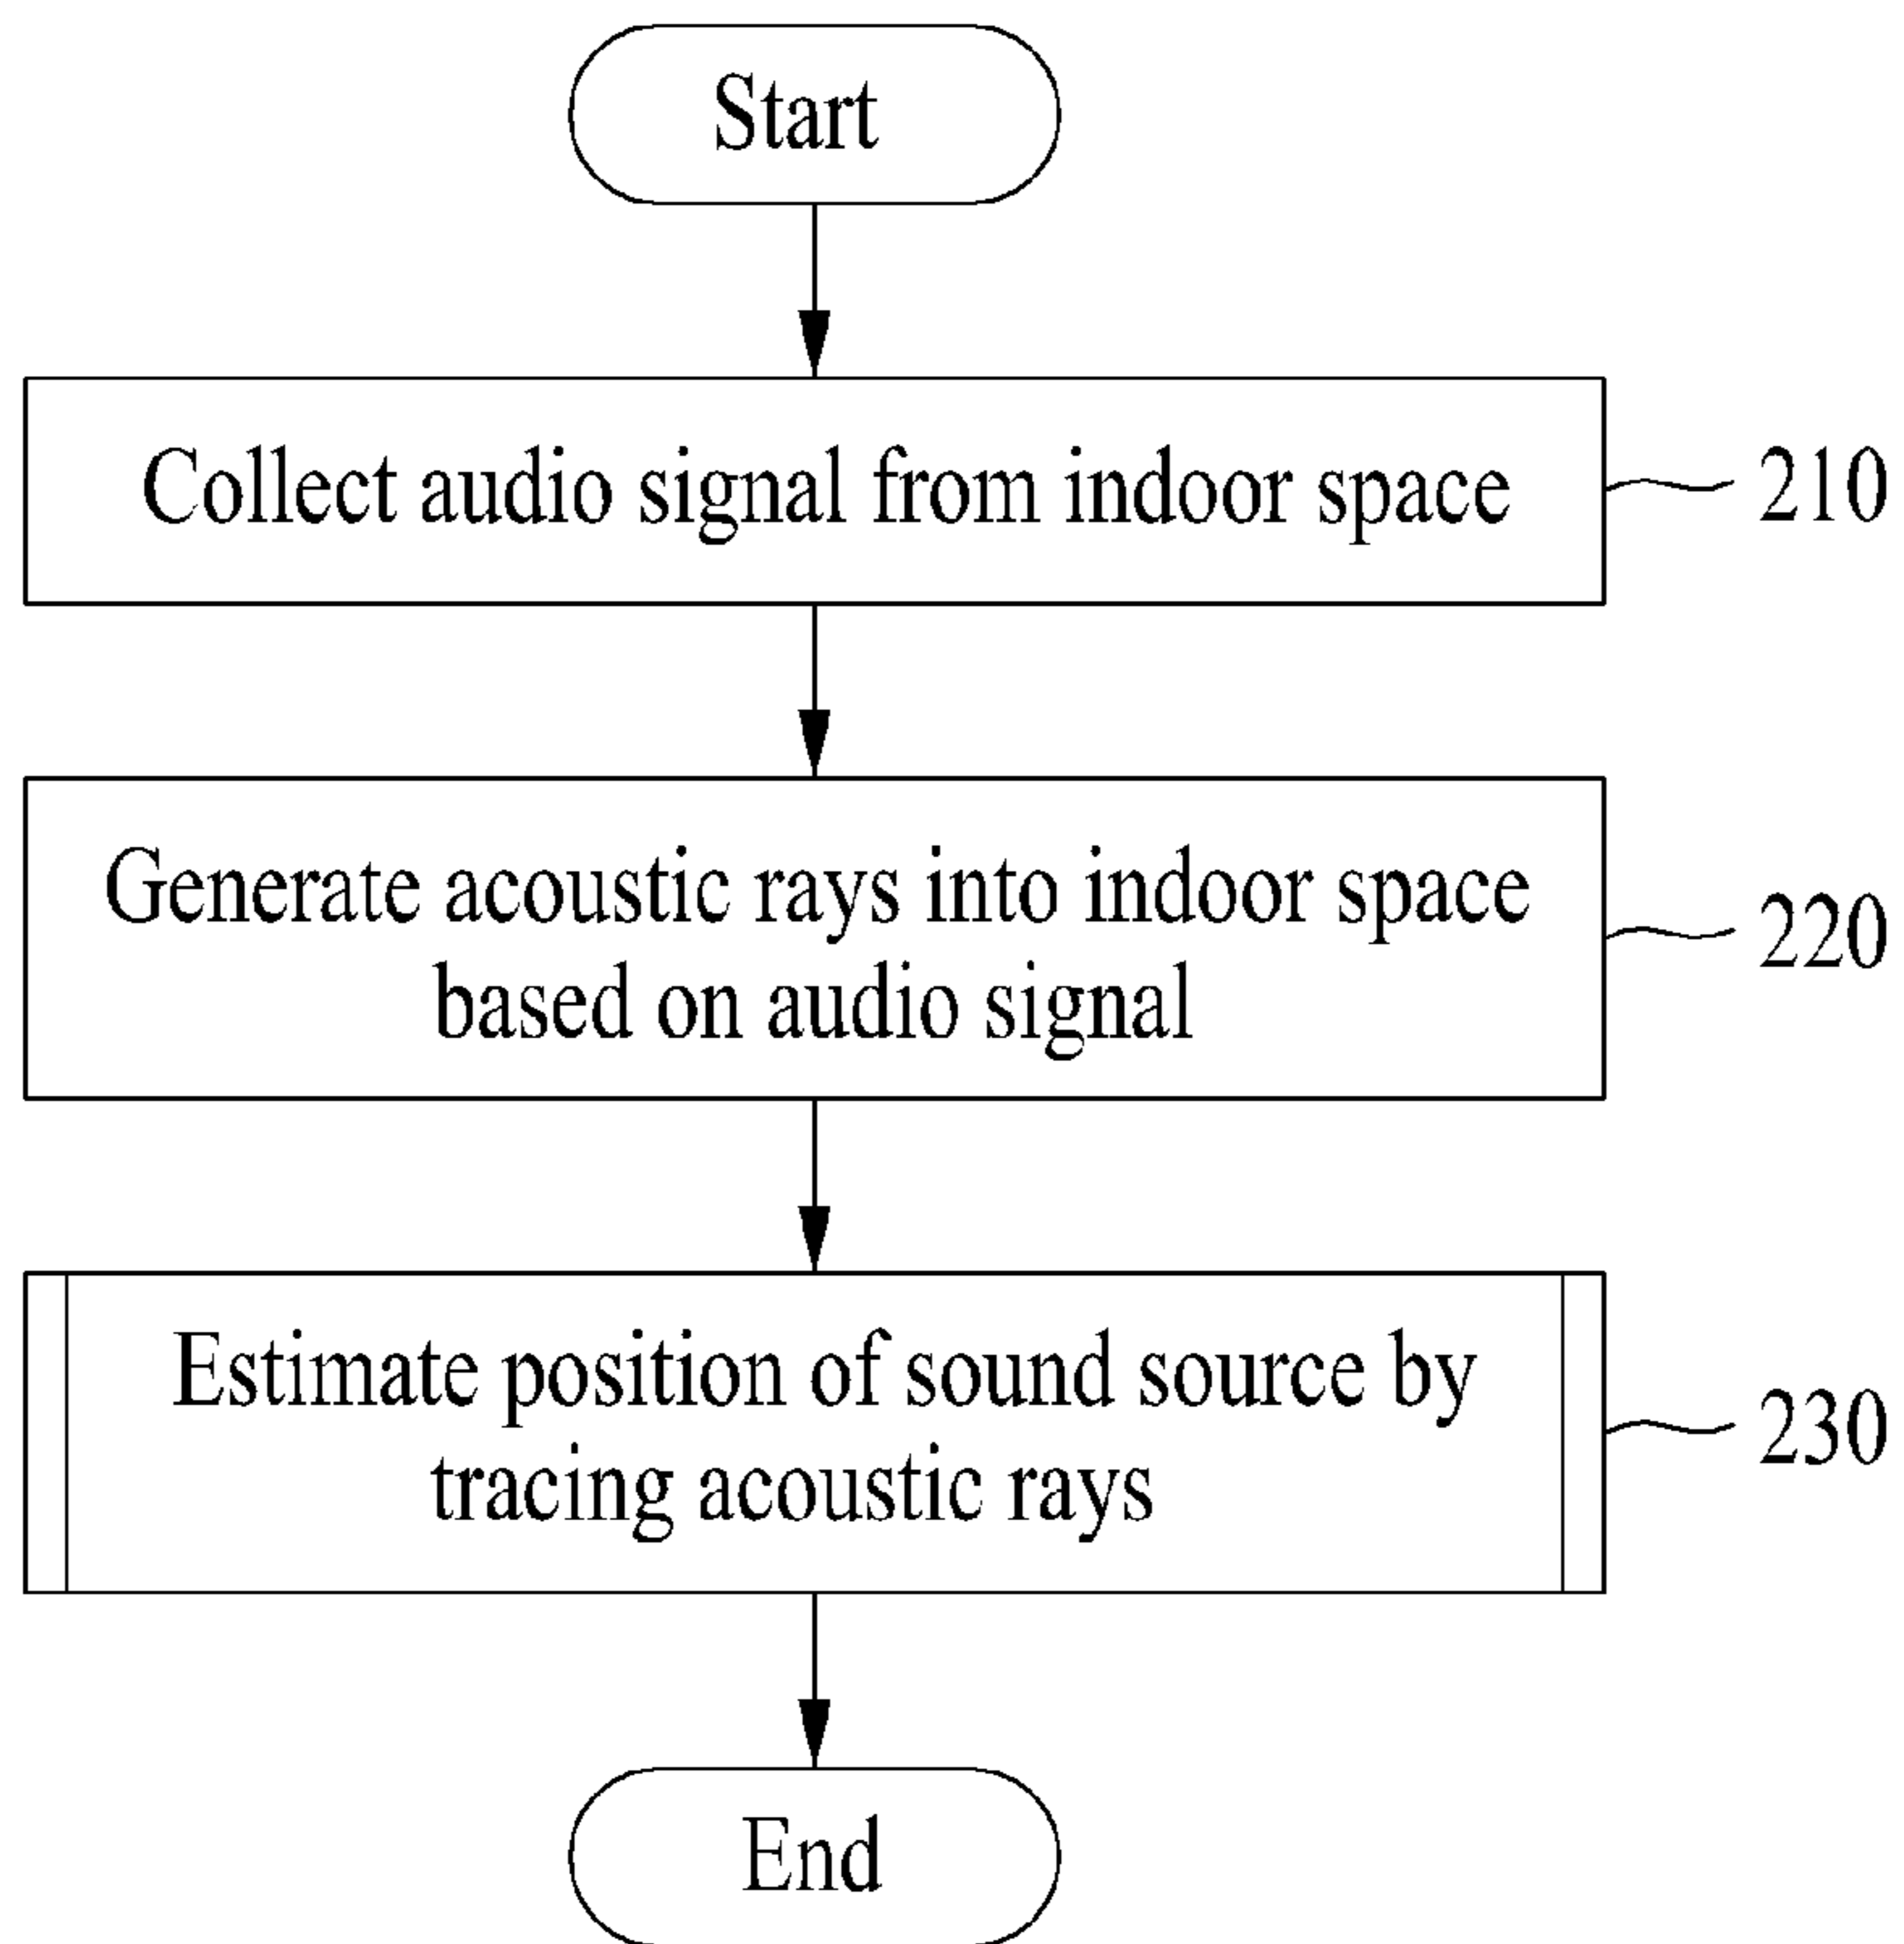 Start
Collect audio signal from indoor space
210
Generate acoustic rays into indoor space
based on audio signal
220
Estimate position of sound source by
tracing acoustic rays
230
End